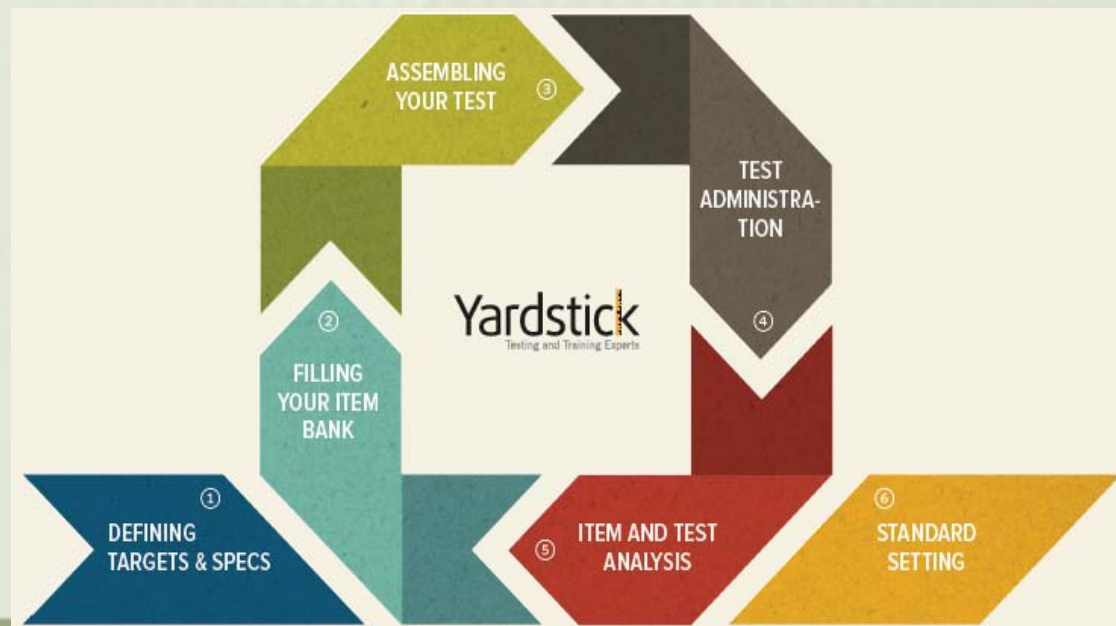 ASSEMBLING
YOUR TEST
③
TEST
ADMINISTRA-
TION
④
Yardstick
Testing and Training Experts
②
FILLING
YOUR ITEM
BANK
①
DEFINING
TARGETS & SPECS
⑤
ITEM AND TEST
ANALYSIS
⑥
STANDARD
SETTING